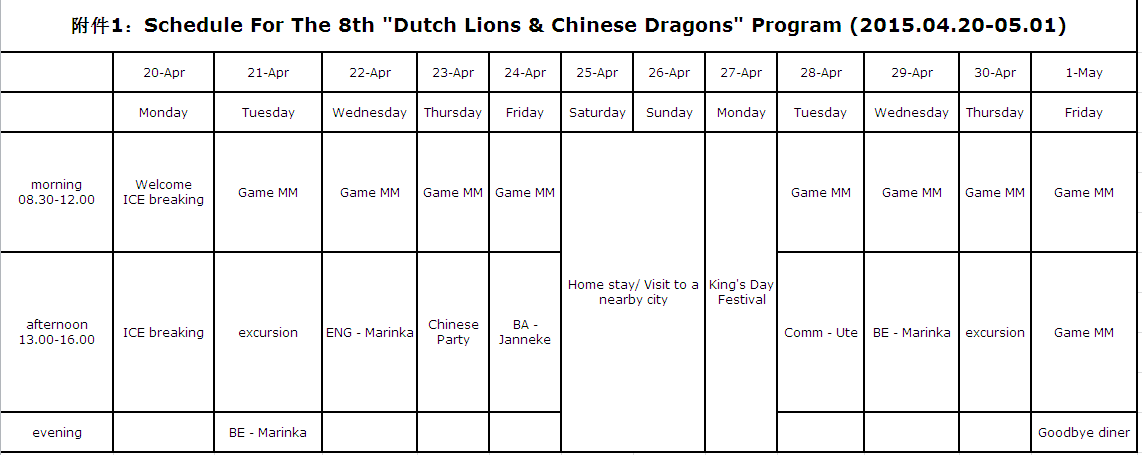 附件1：Schedule For The 8th "Dutch Lions & Chinese Dragons" Program (2015.04.20-05.01)
20-Apr 21-Apr 22-Apr 23-Apr 24-Apr 25-Apr 26-Apr 27-Apr 28-Apr 29-Apr 30-Apr 1-May
Monday Tuesday Wednesday Thursday Friday Saturday Sunday Monday Tuesday Wednesday Thursday Friday
morning
08.30-12.00
Welcome
ICE breaking
Game MM
Game MM
Game MM
Game MM
Home stay/ Visit to a
nearby city
King's Day
Festival
Game MM
Game MM
Game MM
Game MM
afternoon
13.00-16.00
ICE breaking
excursion
ENG - Marinka
Chinese
Party
BA -
Janneke
Comm - Ute
BE - Marinka
excursion
Game MM
evening
BE - Marinka
Goodbye diner